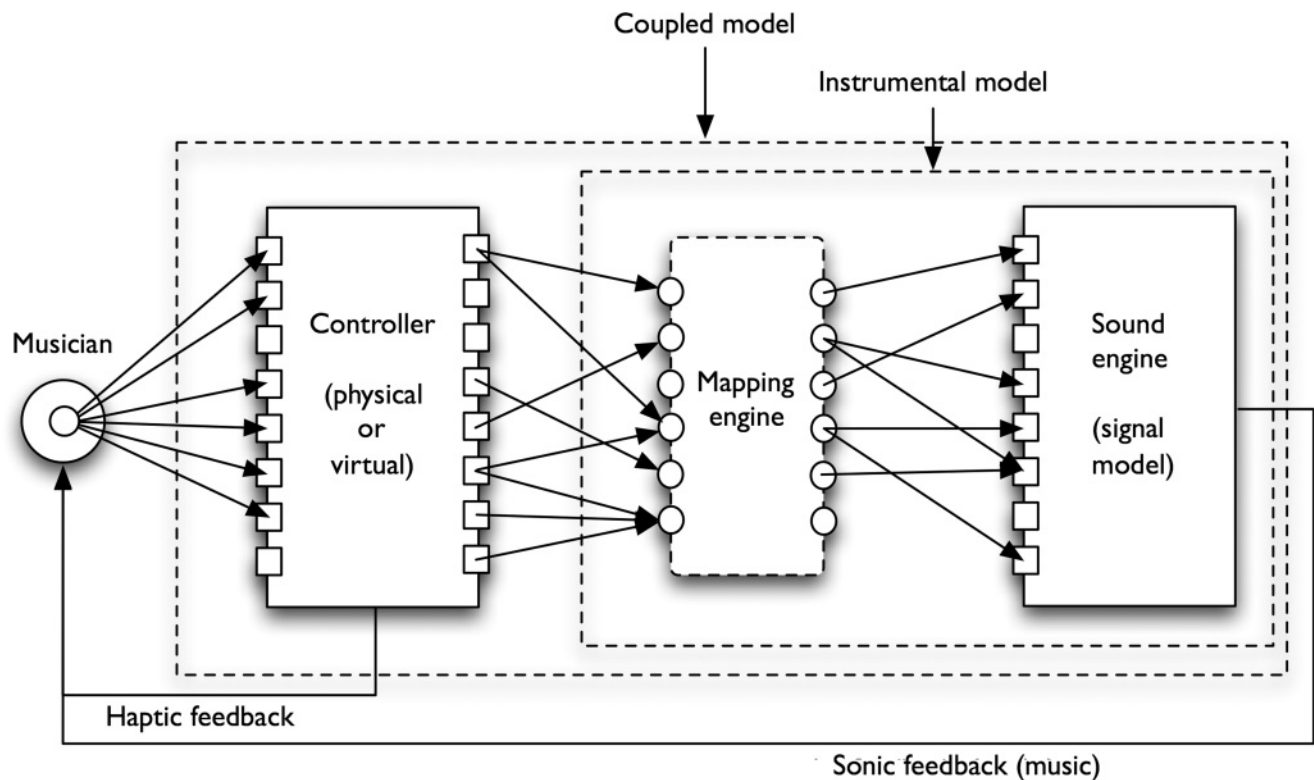 Coupled model
Instrumental model
Musician
Controller
(physical
or
virtual)
Mapping
engine
Sound
engine
(signal
model)
Haptic feedback
Sonic feedback (music)